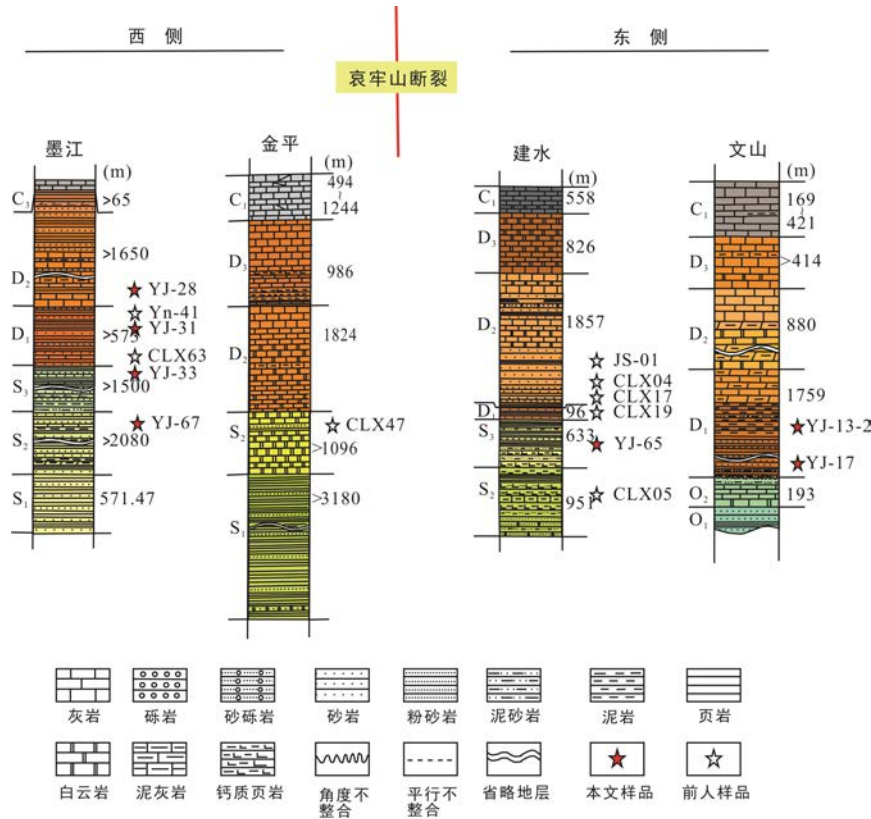 西侧
东侧
哀牢山断裂
墨江
(m)
C3
>65
D2
>1650
D1
>575
S3
>1500
S2
>2080
S1
571.47
YJ-28
Yn-41
YJ-31
CLX63
YJ-33
YJ-67
金平
(m)
C1
494
~
1244
D3
986
D2
1824
S2
>1096
S1
>3180
CLX47
建水
(m)
C1
558
D3
826
D2
1857
D1
96
S3
633
S2
951
JS-01
CLX04
CLX17
CLX19
YJ-65
CLX05
文山
(m)
C1
169
~
421
D3
>414
D2
880
D1
1759
O2
193
O1
YJ-13-2
YJ-17
灰岩 砾岩 砂砾岩 砂岩 粉砂岩 泥砂岩 泥岩 页岩
白云岩 泥灰岩 钙质页岩 角度不整合 平行不整合 省略地层 本文样品 前人样品